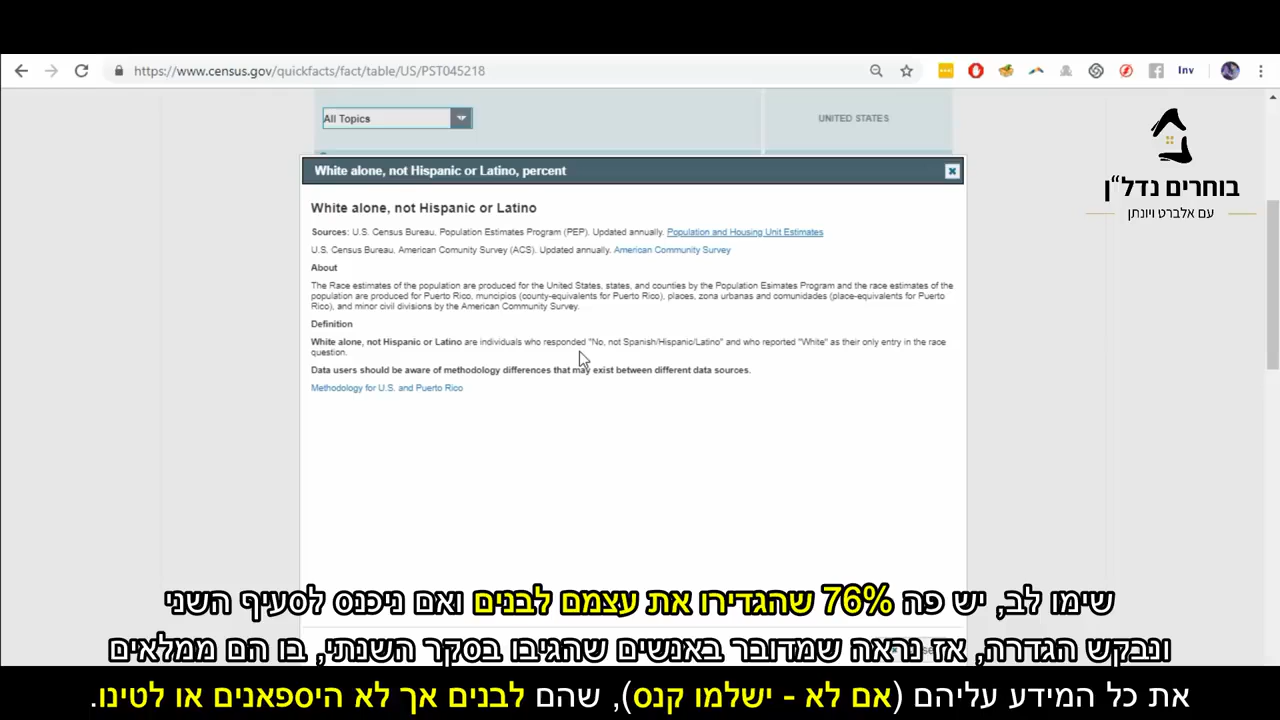 https://www.census.gov/quickfacts/fact/table/US/PST045218
Inv
All Topics
UNITED STATES
White alone, not Hispanic or Latino, percent
White alone, not Hispanic or Latino
Sources: U.S. Census Bureau, Population Estimates Program (PEP). Updated annually. Population and Housing Unit Estimates
U.S. Census Bureau, American Comunity Survey (ACS). Updated annually. American Community Survey
About
The Race estimates of the population are produced for the United States, states, and counties by the Population Esimates Program and the race estimates of the
population are produced for Puerto Rico, muncipios (county-equivalents for Puerto Rico), places, zona urbanas and comunidades (place-equivalents for Puerto
Rico), and minor civil divisions by the American Community Survey.
Definition
White alone, not Hispanic or Latino are individuals who responded "No, not Spanish/Hispanic/Latino" and who reported "White" as their only entry in the race
question.
Data users should be aware of methodology differences that may exist between different data sources.
Methodology for U.S. and Puerto Rico
בוחרים נדל“ן
עם אלברט ויונתן
שימו לב, יש פה 76% שהגדירו את עצמם לבנים ואם ניכנס לסעיף השני
ונבקש הגדרה, אז נראה שמדובר באנשים שהגיבו בסקר השנתי, בו הם ממלאים
את כל המידע עליהם (אם לא - ישלמו קנס), שהם לבנים אך לא היספאנים או לטינו.